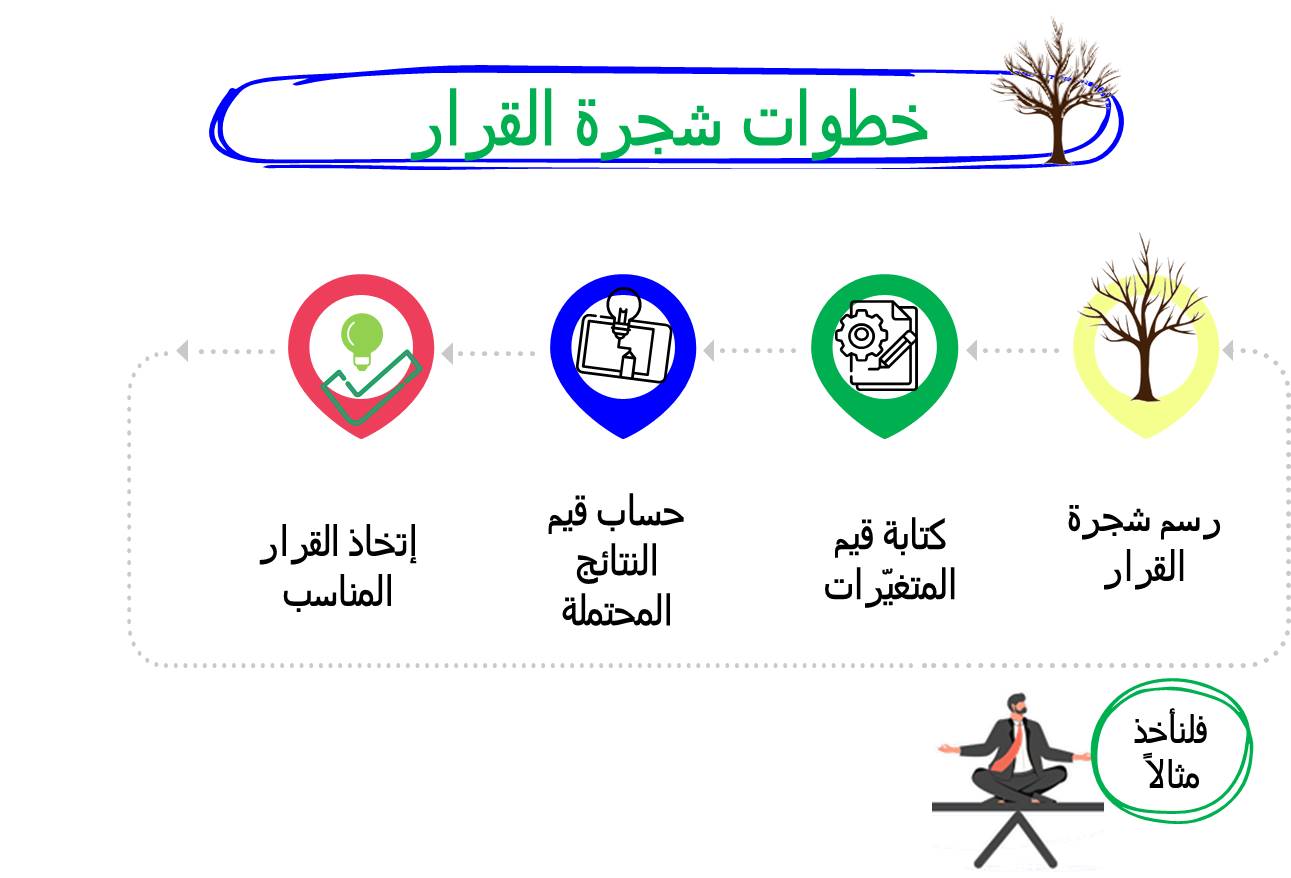 خطوات شجرة القرار
رسم شجرة
القرار
كتابة قيم
المتغيّرات
حساب قيم
النتائج
المحتملة
إتخاذ القرار
المناسب
فلنأخذ
مثالاً